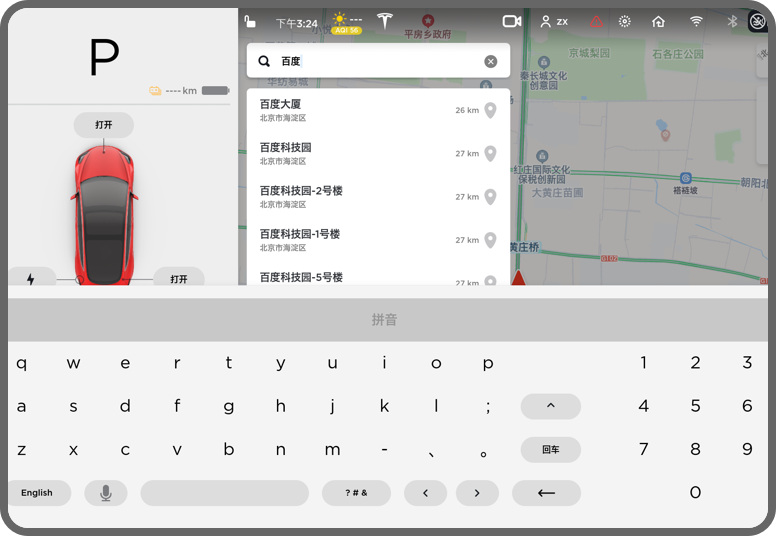 P
---- km
打开
打开
下午3:24
---
AQI 56
ZX
平房乡政府
百度
京城梨园
石各庄公园
秦长城文化
创意园
华纺易城
百度大厦
北京市海淀区
26 km
百度科技园
北京市海淀区
27 km
百度科技园-2号楼
北京市海淀区
27 km
百度科技园-1号楼
北京市海淀区
27 km
百度科技园-5号楼
27 km
红庄国际文化
保税创新园
大黄庄苗圃
褡裢坡
朝阳北
黄庄桥
拼音
q w e r t y u i o p 1 2 3
a s d f g h j k l ; ^ 4 5 6
z x c v b n m - 、 。 回车 7 8 9
English ? # & < > ← 0